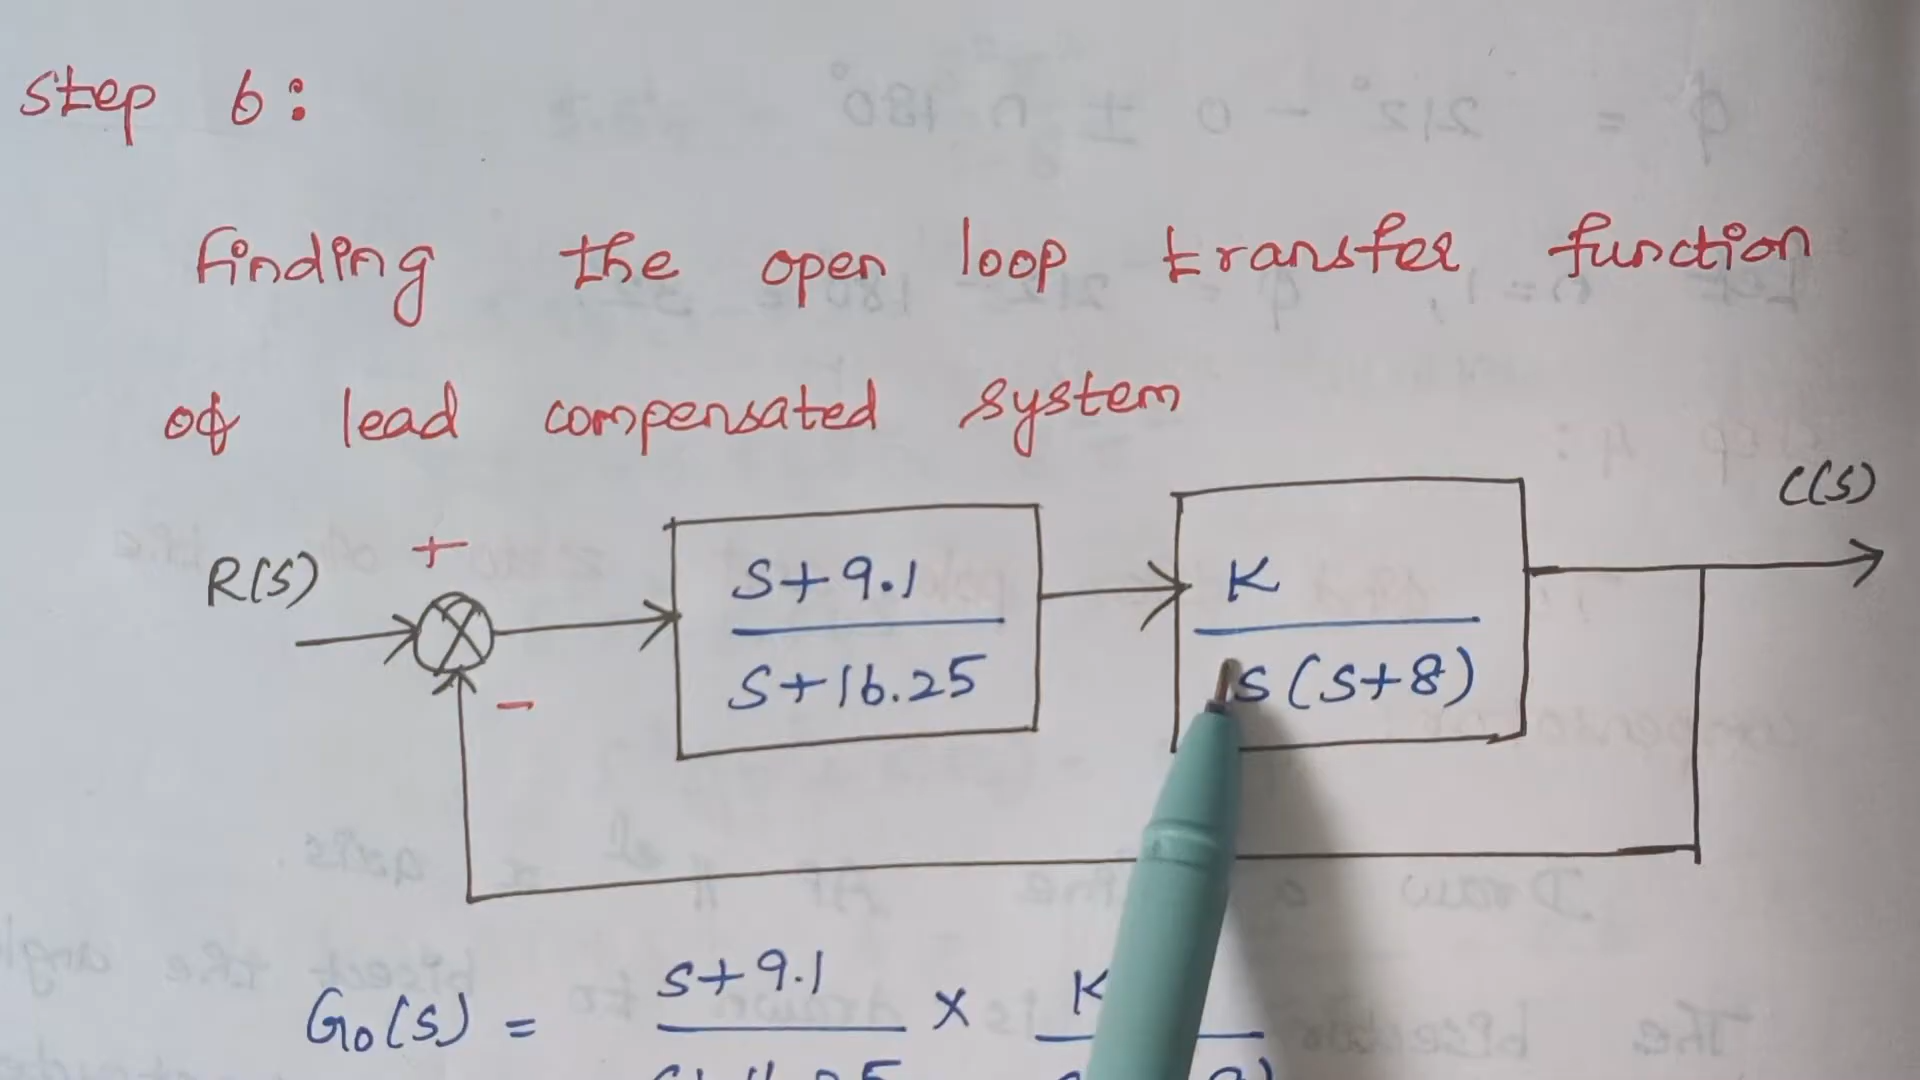 Step 6:
Finding the open loop transfer function
of lead compensated system
R(S)
+
-
S+9.1
S+16.25
K
S(S+8)
C(S)
G₀(S) = S+9.1 × K